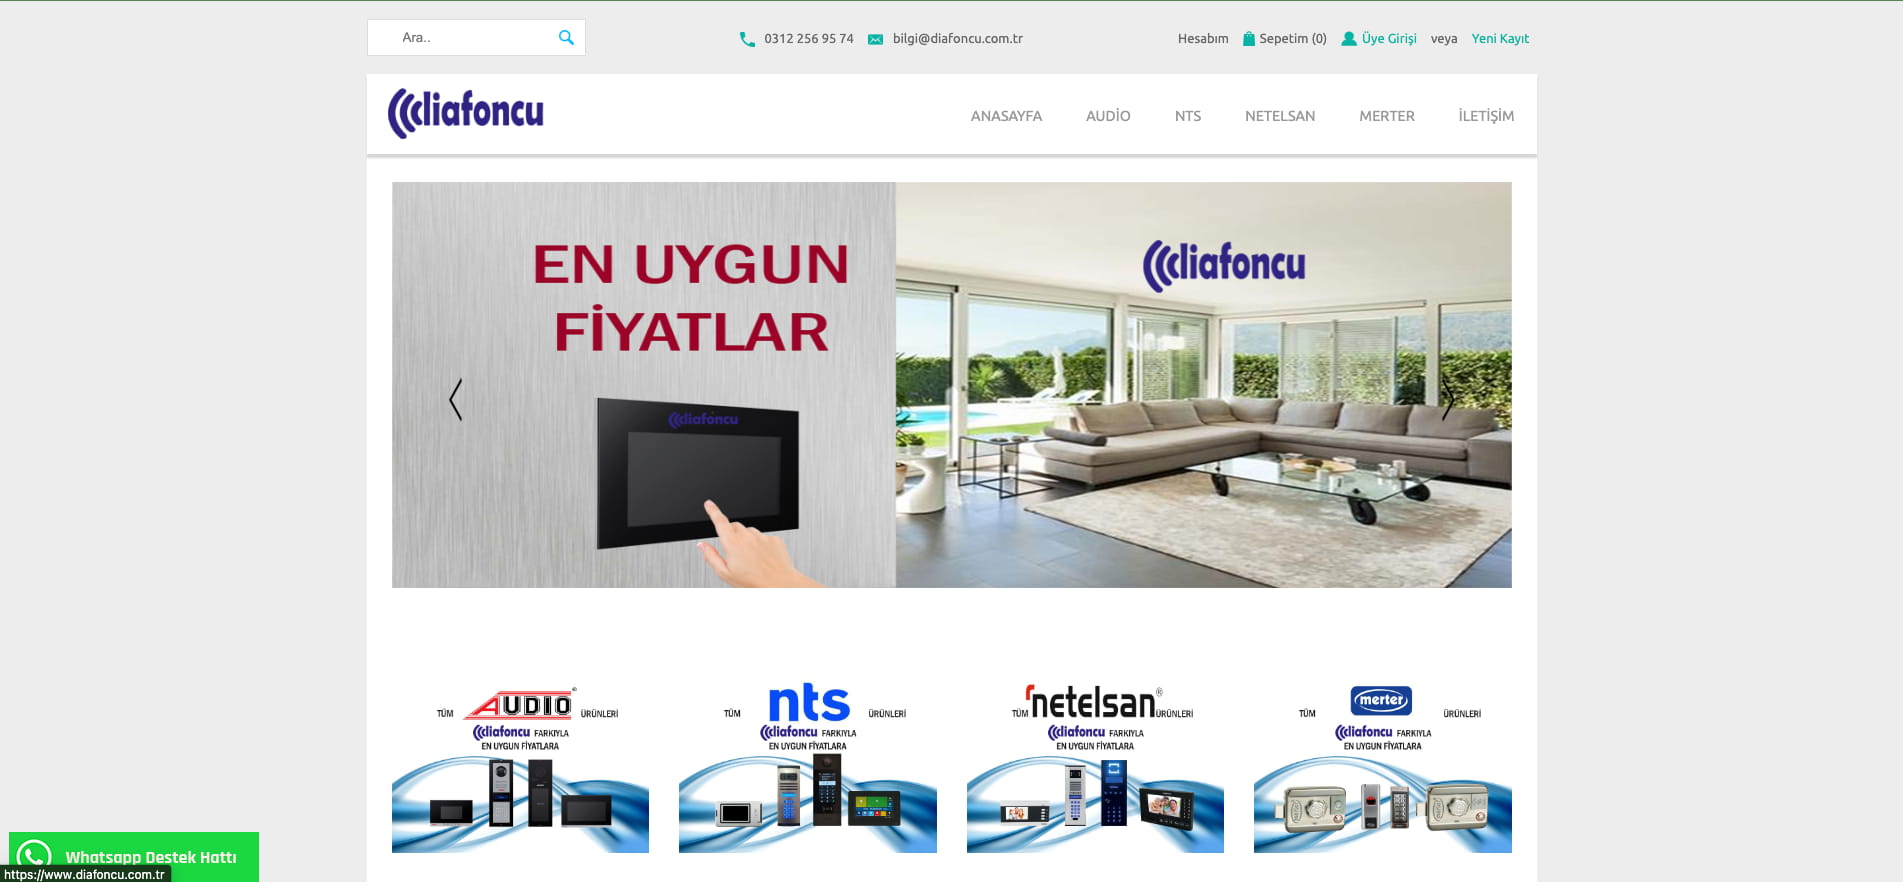 Ara..
0312 256 95 74
bilgi@diafoncu.com.tr
Hesabım
Sepetim (0)
Üye Girişi
veya
Yeni Kayıt
diafoncu
ANASAYFA
AUDİO
NTS
NETELSAN
MERTER
İLETİŞİM
EN UYGUN
FİYATLAR
diafoncu
diafoncu
TÜM AUDIO® ÜRÜNLERİ
diafoncu FARKIYLA
EN UYGUN FİYATLARA
TÜM nts ÜRÜNLERİ
diafoncu FARKIYLA
EN UYGUN FİYATLARA
TÜM netelsan® ÜRÜNLERİ
diafoncu FARKIYLA
EN UYGUN FİYATLARA
TÜM merter ÜRÜNLERİ
diafoncu FARKIYLA
EN UYGUN FİYATLARA
Whatsapp Destek Hattı
https://www.diafoncu.com.tr